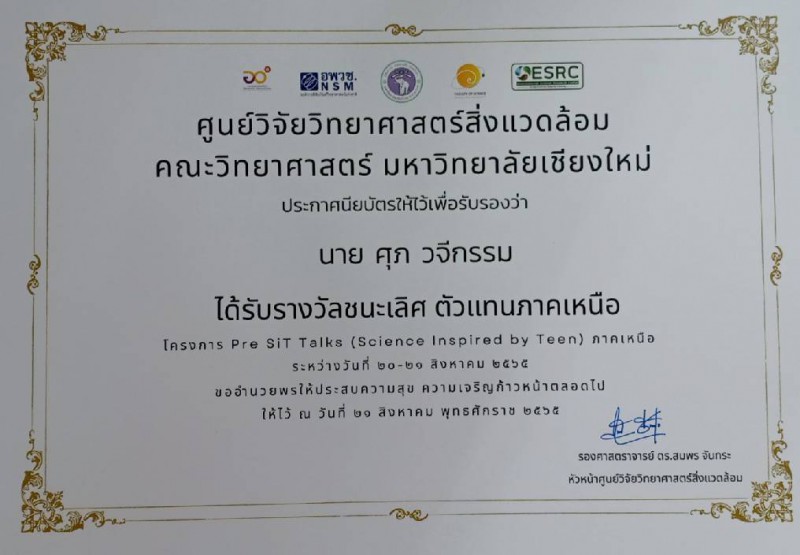 อพวช.
NSM
ESRC
ศูนย์วิจัยวิทยาศาสตร์สิ่งแวดล้อม
คณะวิทยาศาสตร์ มหาวิทยาลัยเชียงใหม่
ประกาศนียบัตรให้ไว้เพื่อรับรองว่า
นาย ศุภ วจีกรรม
ได้รับรางวัลชนะเลิศ ตัวแทนภาคเหนือ
โครงการ Pre SiT Talks (Science Inspired by Teen) ภาคเหนือ
ระหว่างวันที่ ๒๐-๒๑ สิงหาคม ๒๕๖๕
ขออำนวยพรให้ประสบความสุข ความเจริญก้าวหน้าตลอดไป
ให้ไว้ ณ วันที่ ๒๑ สิงหาคม พุทธศักราช ๒๕๖๕
รองศาสตราจารย์ ดร.สมพร จันทระ
หัวหน้าศูนย์วิจัยวิทยาศาสตร์สิ่งแวดล้อม